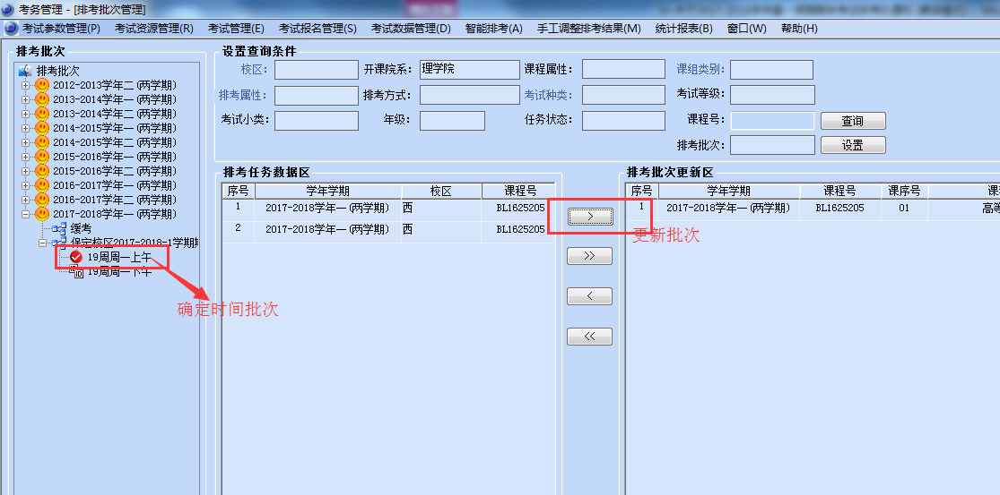 考务管理 - [排考批次管理]
考试参数管理(P) 考试资源管理(R) 考试管理(E) 考试报名管理(S) 考试数据管理(D) 智能排考(A) 手工调整排考结果(M) 统计报表(B) 窗口(W) 帮助(H)
排考批次
排考批次
2012-2013学年二(两学期)
2013-2014学年一(两学期)
2013-2014学年二(两学期)
2014-2015学年一(两学期)
2014-2015学年二(两学期)
2015-2016学年一(两学期)
2015-2016学年二(两学期)
2016-2017学年一(两学期)
2016-2017学年二(两学期)
2017-2018学年一(两学期)
缓考
保定校区2017-2018-1学期期
19周周一上午
19周周一下午
确定时间批次
设置查询条件
校区: 开课院系: 理学院 课程属性: 课组类别:
排考属性: 排考方式: 考试种类: 考试等级:
考试小类: 年级: 任务状态: 课程号: 查询
排考批次: 设置
排考任务数据区
序号 学年学期 校区 课程号
1 2017-2018学年一(两学期) 西 BL1625205
2 2017-2018学年一(两学期) 西 BL1625205
>
>>
<
<<
更新批次
排考批次更新区
序号 学年学期 课程号 课序号 课
1 2017-2018学年一(两学期) BL1625205 01 高等